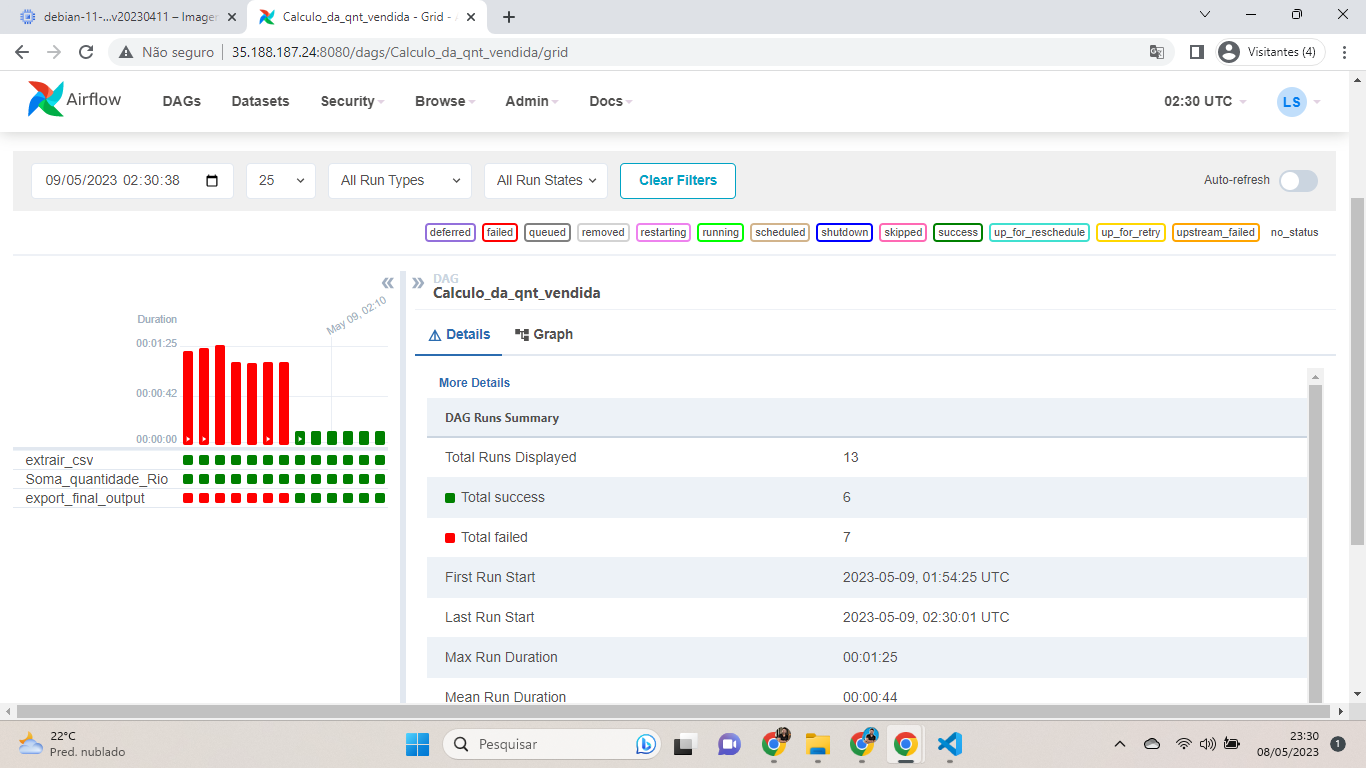 debian-11-...v20230411 – Imagen
Calculo_da_qnt_vendida - Grid -
Não seguro
35.188.187.24:8080/dags/Calculo_da_qnt_vendida/grid
Visitantes (4)
Airflow
DAGs
Datasets
Security
Browse
Admin
Docs
02:30 UTC
LS
09/05/2023 02:30:38
25
All Run Types
All Run States
Clear Filters
Auto-refresh
deferred
failed
queued
removed
restarting
running
scheduled
shutdown
skipped
success
up_for_reschedule
up_for_retry
upstream_failed
no_status
May 09, 02:10
Duration
00:01:25
00:00:42
00:00:00
extrair_csv
Soma_quantidade_Rio
export_final_output
DAG
Calculo_da_qnt_vendida
Details
Graph
More Details
DAG Runs Summary
Total Runs Displayed 13
Total success 6
Total failed 7
First Run Start 2023-05-09, 01:54:25 UTC
Last Run Start 2023-05-09, 02:30:01 UTC
Max Run Duration 00:01:25
Mean Run Duration 00:00:44
22°C
Pred. nublado
Pesquisar
23:30
08/05/2023
1